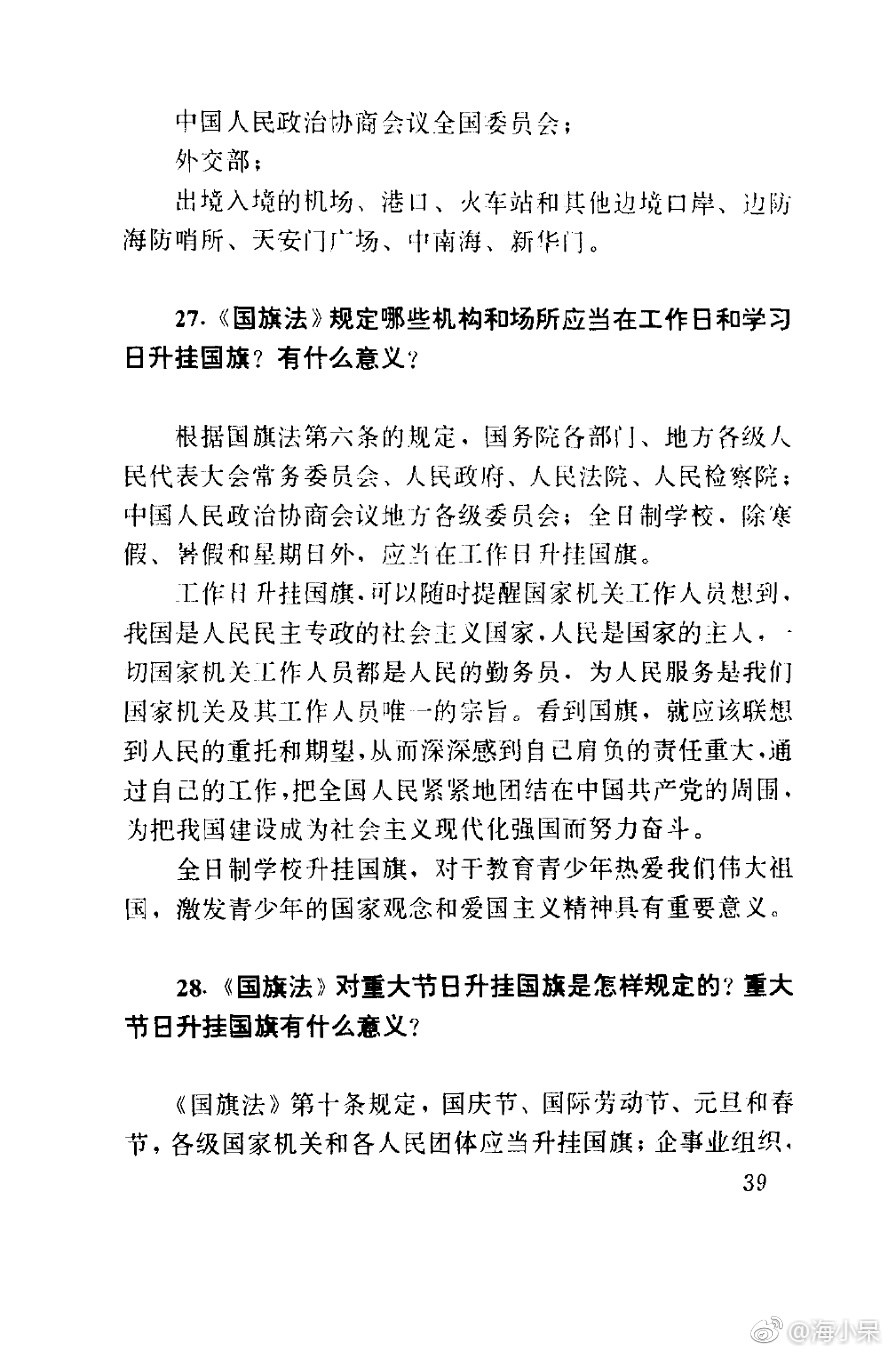 中国人民政治协商会议全国委员会；
外交部；
出境入境的机场、港口、火车站和其他边境口岸、边防
海防哨所、天安门广场、中南海、新华门。
27.《国旗法》规定哪些机构和场所应当在工作日和学习
日升挂国旗？有什么意义？
根据国旗法第六条的规定，国务院各部门、地方各级人
民代表大会常务委员会、人民政府、人民法院、人民检察院；
中国人民政治协商会议地方各级委员会；全日制学校，除寒
假、暑假和星期日外，应当在工作日升挂国旗。
工作日升挂国旗，可以随时提醒国家机关工作人员想到，
我国是人民民主专政的社会主义国家，人民是国家的主人，一
切国家机关工作人员都是人民的勤务员，为人民服务是我们
国家机关及其工作人员唯一的宗旨。看到国旗，就应该联想
到人民的重托和期望，从而深深感到自己肩负的责任重大，通
过自己的工作，把全国人民紧紧地团结在中国共产党的周围，
为把我国建设成为社会主义现代化强国而努力奋斗。
全日制学校升挂国旗，对于教育青少年热爱我们伟大祖
国，激发青少年的国家观念和爱国主义精神具有重要意义。
28.《国旗法》对重大节日升挂国旗是怎样规定的？重大
节日升挂国旗有什么意义？
《国旗法》第十条规定，国庆节、国际劳动节、元旦和春
节，各级国家机关和各人民团体应当升挂国旗；企事业组织，
39
@海小呆